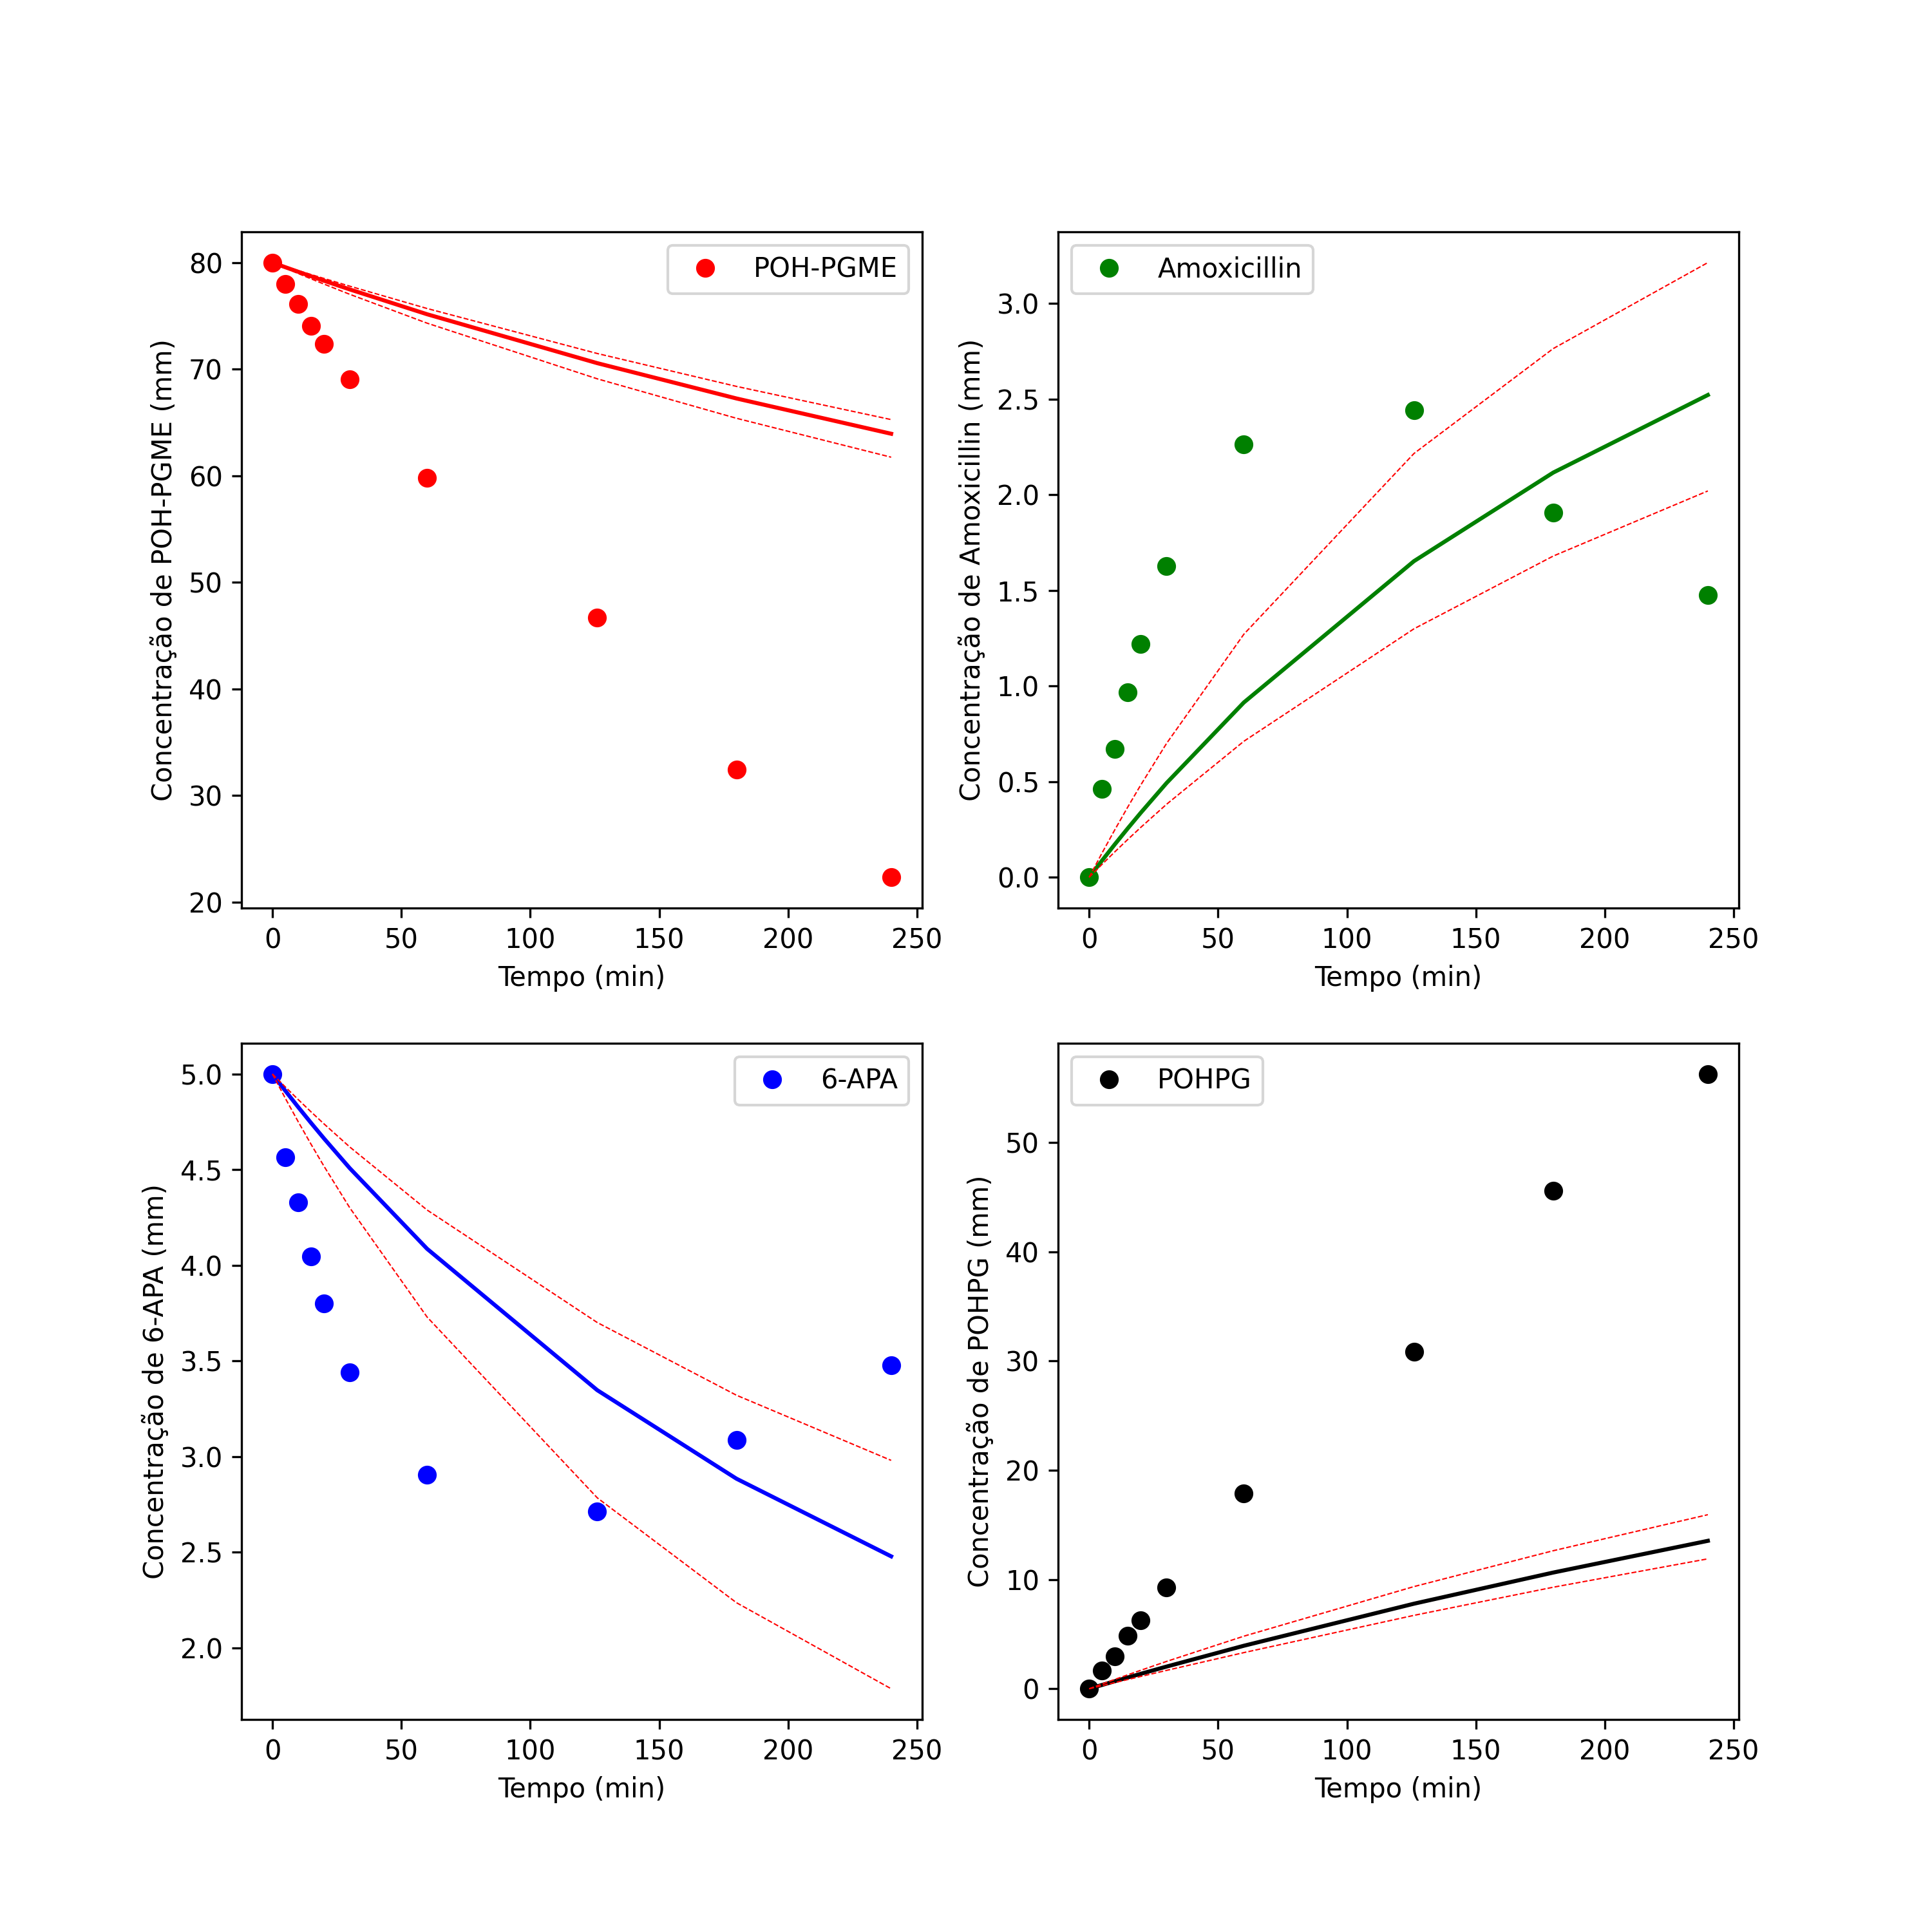 POH-PGME
Concentração de POH-PGME (mm)
80
70
60
50
40
30
20
0 50 100 150 200 250
Tempo (min)
Amoxicillin
Concentração de Amoxicillin (mm)
3.0
2.5
2.0
1.5
1.0
0.5
0.0
0 50 100 150 200 250
Tempo (min)
6-APA
Concentração de 6-APA (mm)
5.0
4.5
4.0
3.5
3.0
2.5
2.0
0 50 100 150 200 250
Tempo (min)
POHPG
Concentração de POHPG (mm)
50
40
30
20
10
0
0 50 100 150 200 250
Tempo (min)